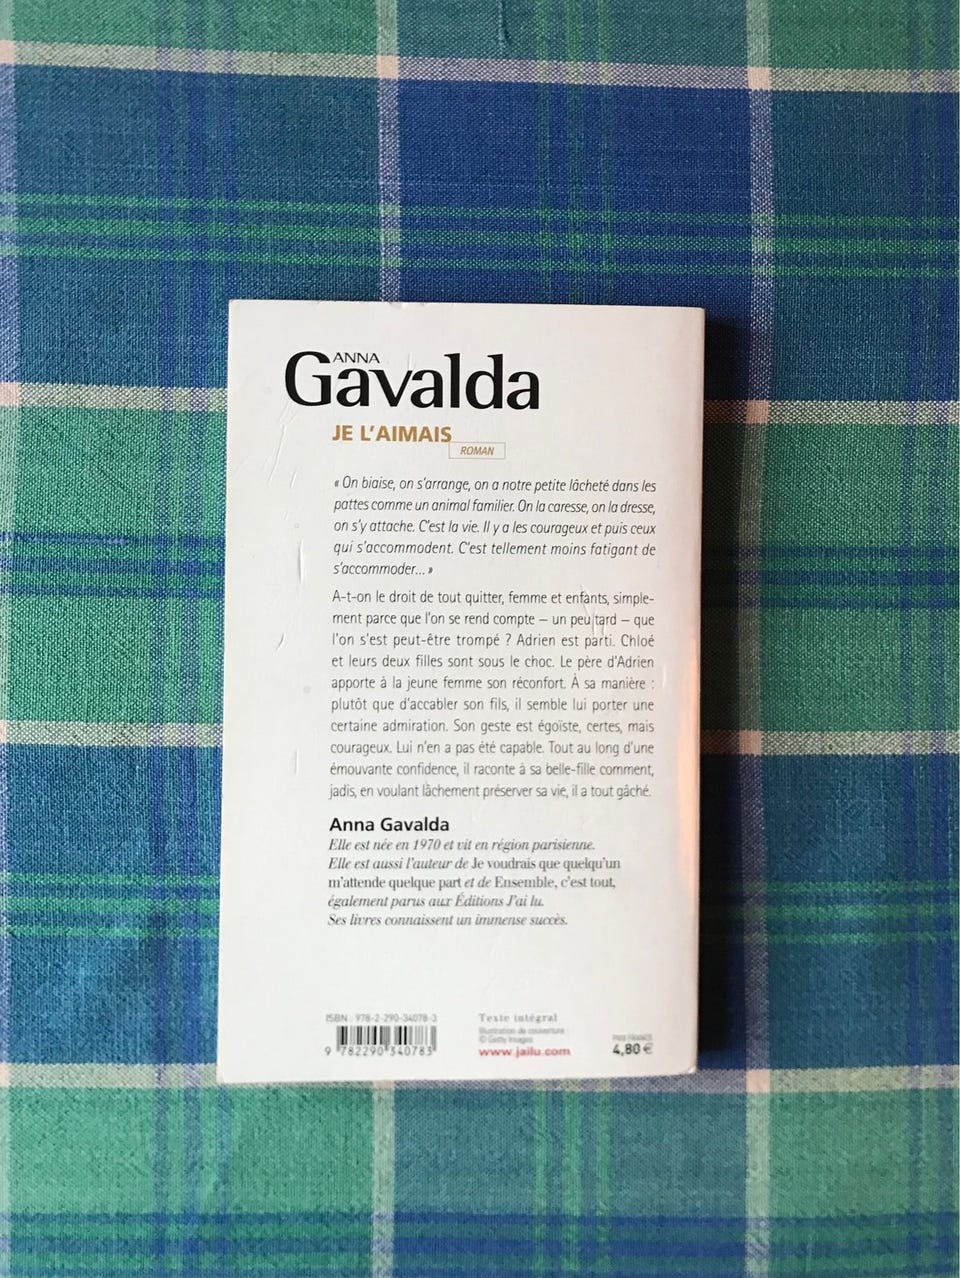 ANNA
Gavalda
JE L'AIMAIS
ROMAN
« On biaise, on s'arrange, on a notre petite lâcheté dans les
pattes comme un animal familier. On la caresse, on la dresse,
on s'y attache. C'est la vie. Il y a les courageux et puis ceux
qui s'accommodent. C'est tellement moins fatigant de
s'accommoder... »
A-t-on le droit de tout quitter, femme et enfants, simple-
ment parce que l'on se rend compte – un peu tard – que
l'on s'est peut-être trompé ? Adrien est parti. Chloé
et leurs deux filles sont sous le choc. Le père d'Adrien
apporte à la jeune femme son réconfort. À sa manière :
plutôt que d'accabler son fils, il semble lui porter une
certaine admiration. Son geste est égoïste, certes, mais
courageux. Lui n'en a pas été capable. Tout au long d'une
émouvante confidence, il raconte à sa belle-fille comment,
jadis, en voulant lâchement préserver sa vie, il a tout gâché.
Anna Gavalda
Elle est née en 1970 et vit en région parisienne.
Elle est aussi l'auteur de Je voudrais que quelqu'un
m'attende quelque part et de Ensemble, c'est tout,
également parus aux Éditions J'ai lu.
Ses livres connaissent un immense succès.
ISBN : 978-2-290-34078-3
9 782290 340783
Texte intégral
Illustration de couverture
© Getty Images
www.jailu.com
PRIX FRANCE
4,80 €